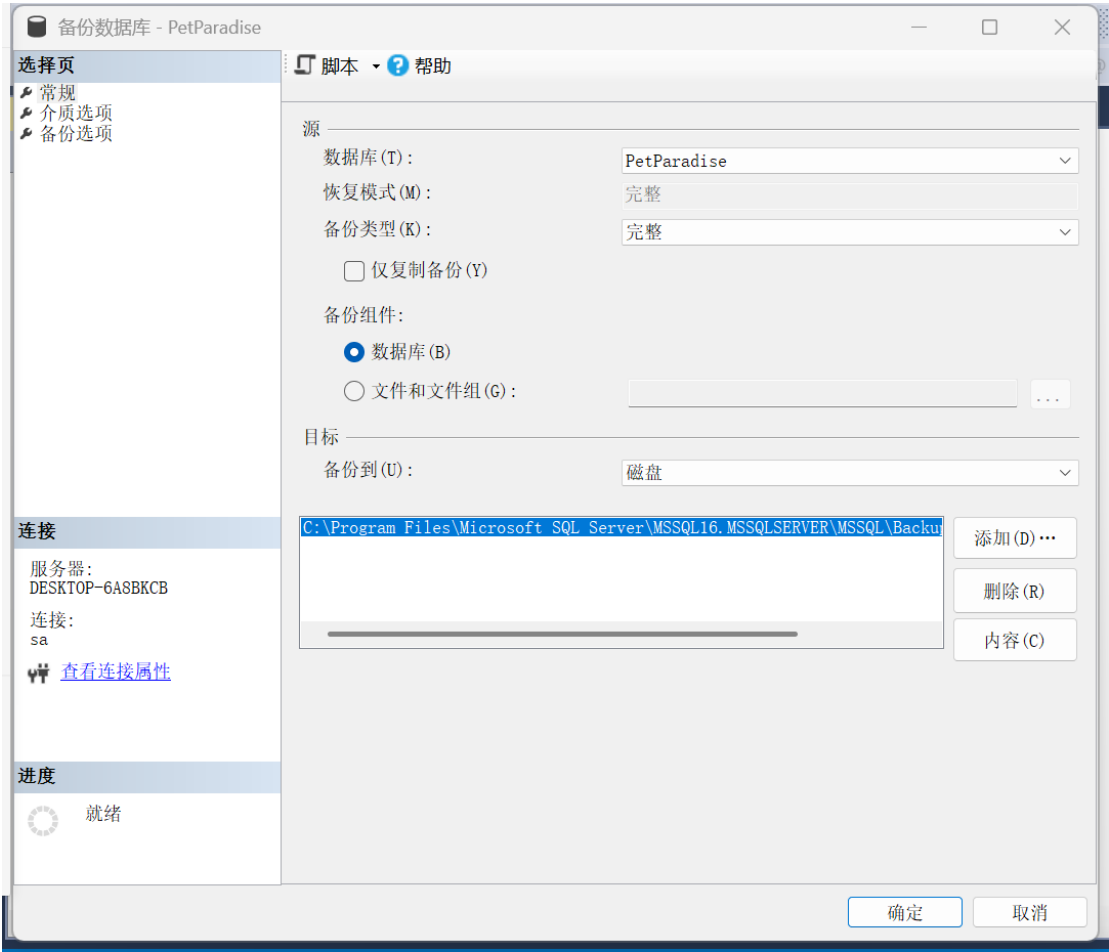 备份数据库 - PetParadise
选择页
常规
介质选项
备份选项
脚本 帮助
源
数据库(T): PetParadise
恢复模式(M): 完整
备份类型(K): 完整
仅复制备份(Y)
备份组件:
数据库(B)
文件和文件组(G): ...
目标
备份到(U): 磁盘
C:\Program Files\Microsoft SQL Server\MSSQL16.MSSQLSERVER\MSSQL\Backup
添加(D)…
删除(R)
内容(C)
连接
服务器:
DESKTOP-6A8BKCB
连接:
sa
查看连接属性
进度
就绪
确定 取消